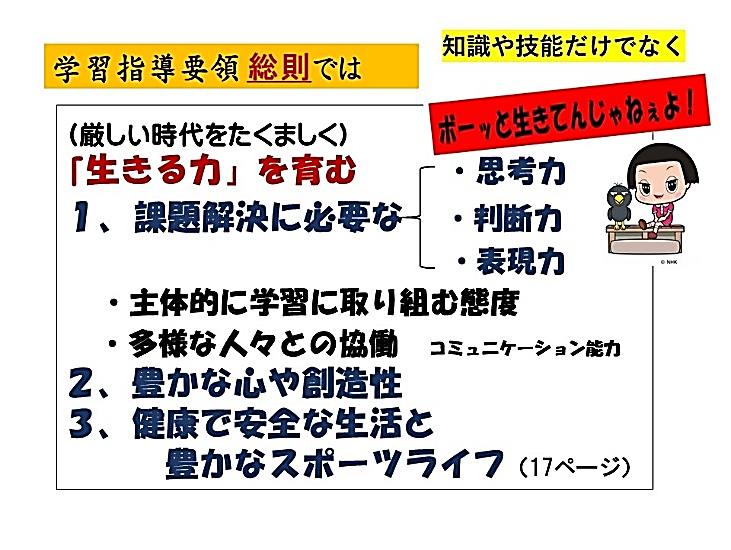 学習指導要領 総則では
知識や技能だけでなく
ボーッと生きてんじゃねぇよ！
（厳しい時代をたくましく）
「生きる力」を育む
１、課題解決に必要な
・思考力
・判断力
・表現力
© NHK
・主体的に学習に取り組む態度
・多様な人々との協働　コミュニケーション能力
２、豊かな心や創造性
３、健康で安全な生活と
豊かなスポーツライフ（17ページ）